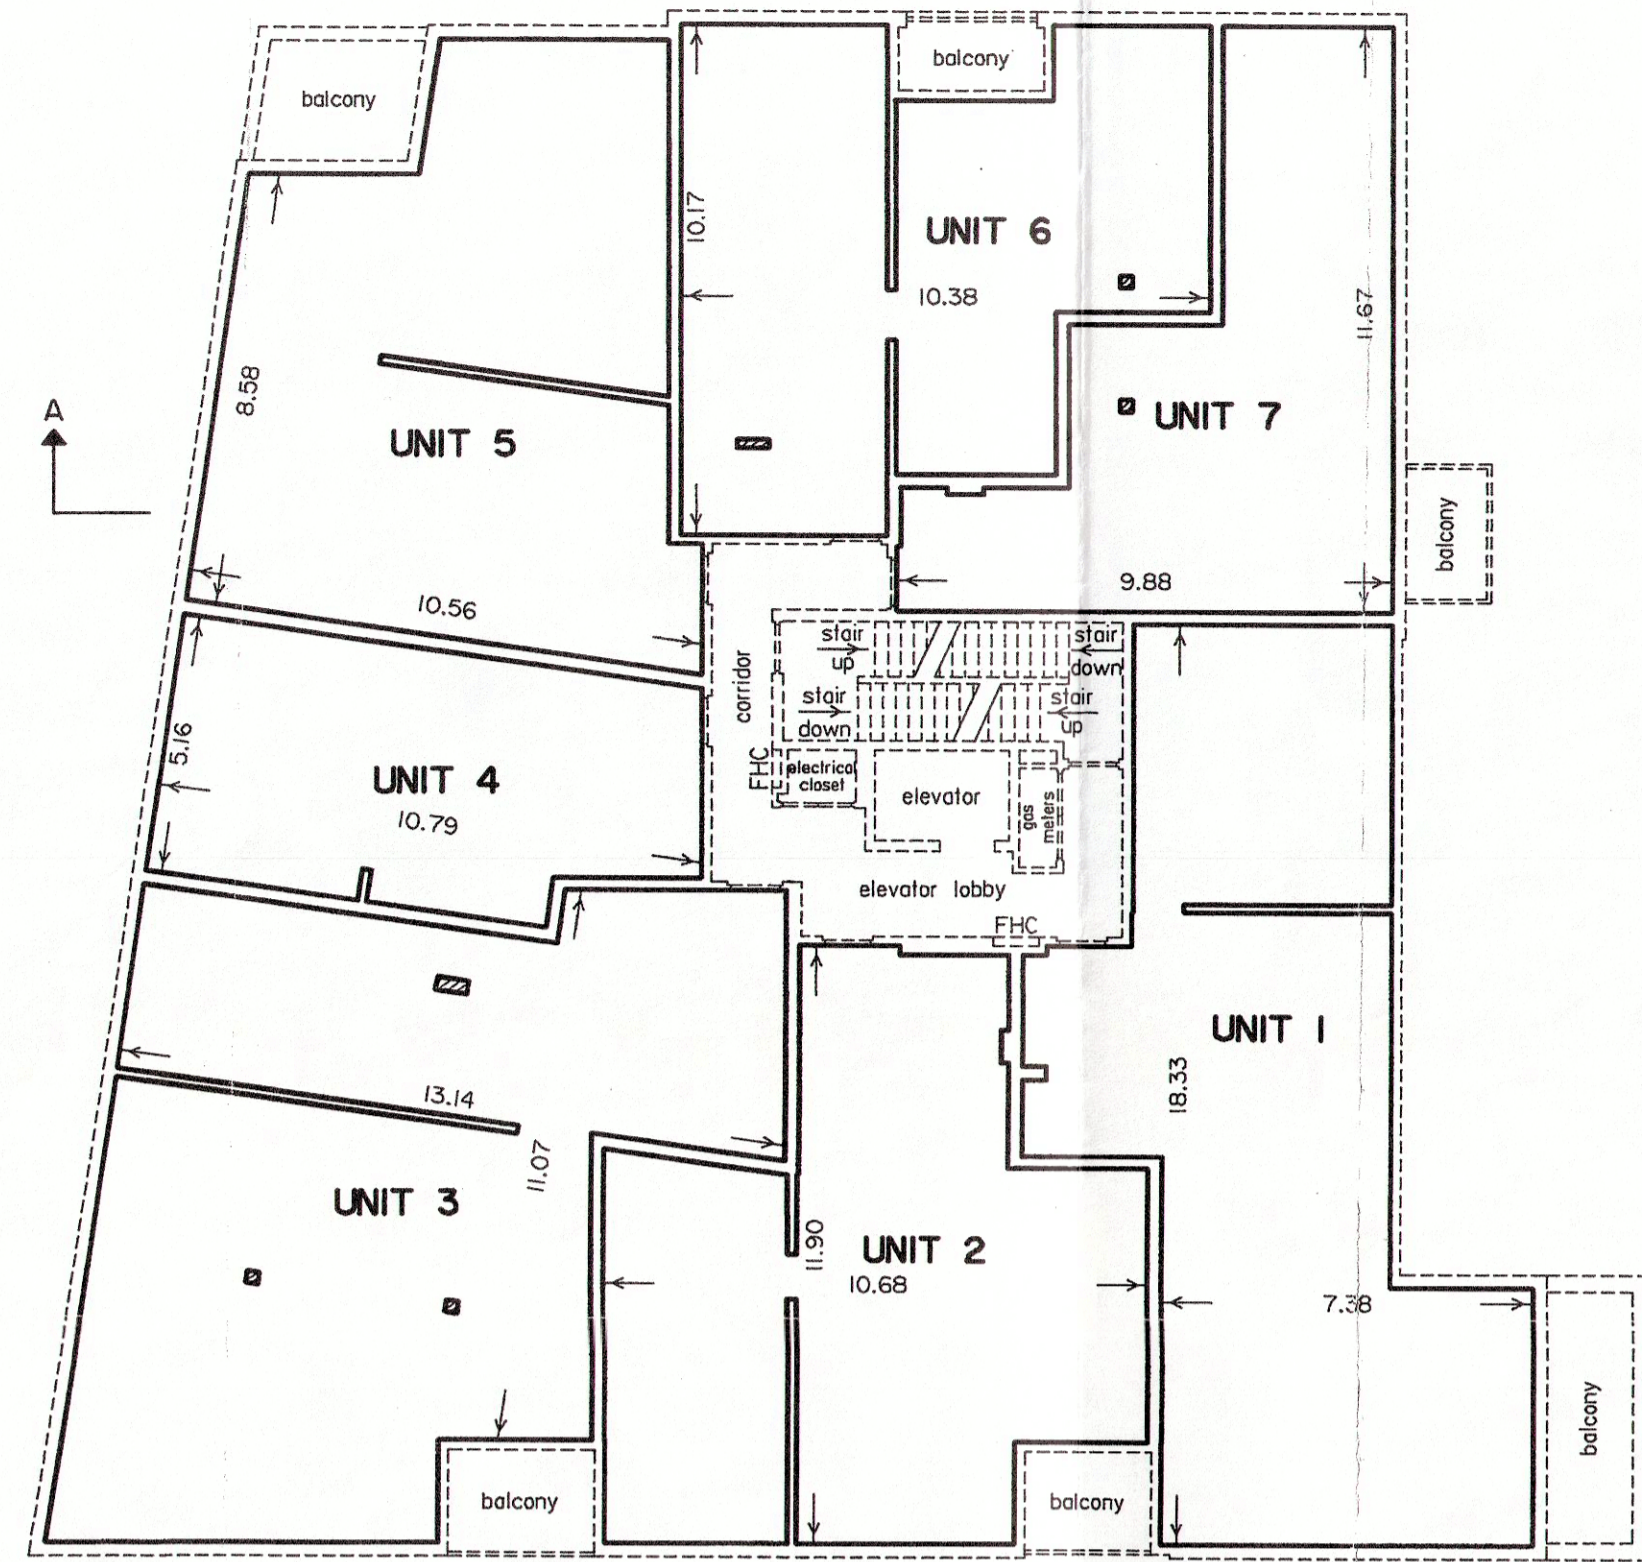 balcony
balcony
10.17
UNIT 6
10.38
11.67
8.58
A
UNIT 5
UNIT 7
balcony
9.88
10.56
stair
up
stair
down
corridor
stair
down
stair
up
5.16
UNIT 4
10.79
FHC
electrical
closet
elevator
gas
meters
elevator lobby
FHC
UNIT 1
18.33
13.14
11.07
UNIT 3
11.90
UNIT 2
10.68
7.38
balcony
balcony
balcony